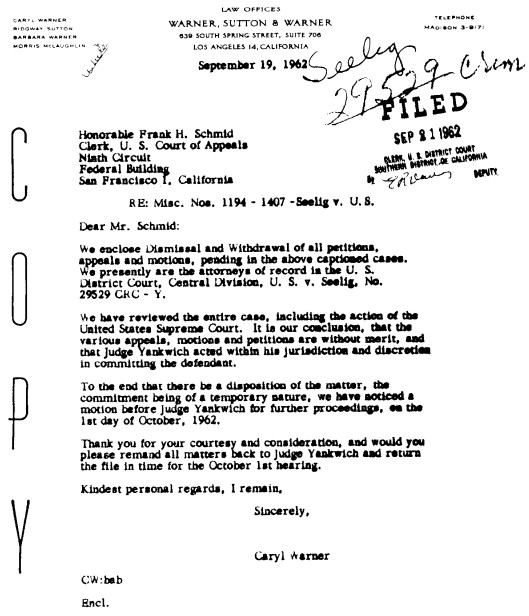 LAW OFFICES
CARYL WARNER
RIDGWAY SUTTON
BARBARA WARNER
MORRIS McLAUGHLIN
WARNER, SUTTON & WARNER
639 SOUTH SPRING STREET, SUITE 706
LOS ANGELES 14, CALIFORNIA
TELEPHONE
MADISON 3-8171
September 19, 1962
Seelig
29529 Crim
FILED
SEP 21 1962
CLERK, U. S. DISTRICT COURT
SOUTHERN DISTRICT OF CALIFORNIA
By DEPUTY
COPY
Honorable Frank H. Schmid
Clerk, U. S. Court of Appeals
Ninth Circuit
Federal Building
San Francisco 1, California
RE: Misc. Nos. 1194 - 1407 -Seelig v. U.S.
Dear Mr. Schmid:
We enclose Dismissal and Withdrawal of all petitions,
appeals and motions, pending in the above captioned cases.
We presently are the attorneys of record in the U. S.
District Court, Central Division, U. S. v. Seelig, No.
29529 CRC - Y.
We have reviewed the entire case, including the action of the
United States Supreme Court. It is our conclusion, that the
various appeals, motions and petitions are without merit, and
that Judge Yankwich acted within his jurisdiction and discretion
in committing the defendant.
To the end that there be a disposition of the matter, the
commitment being of a temporary nature, we have noticed a
motion before Judge Yankwich for further proceedings, on the
1st day of October, 1962.
Thank you for your courtesy and consideration, and would you
please remand all matters back to Judge Yankwich and return
the file in time for the October 1st hearing.
Kindest personal regards, I remain,
Sincerely,
Caryl Warner
CW:bab
Encl.